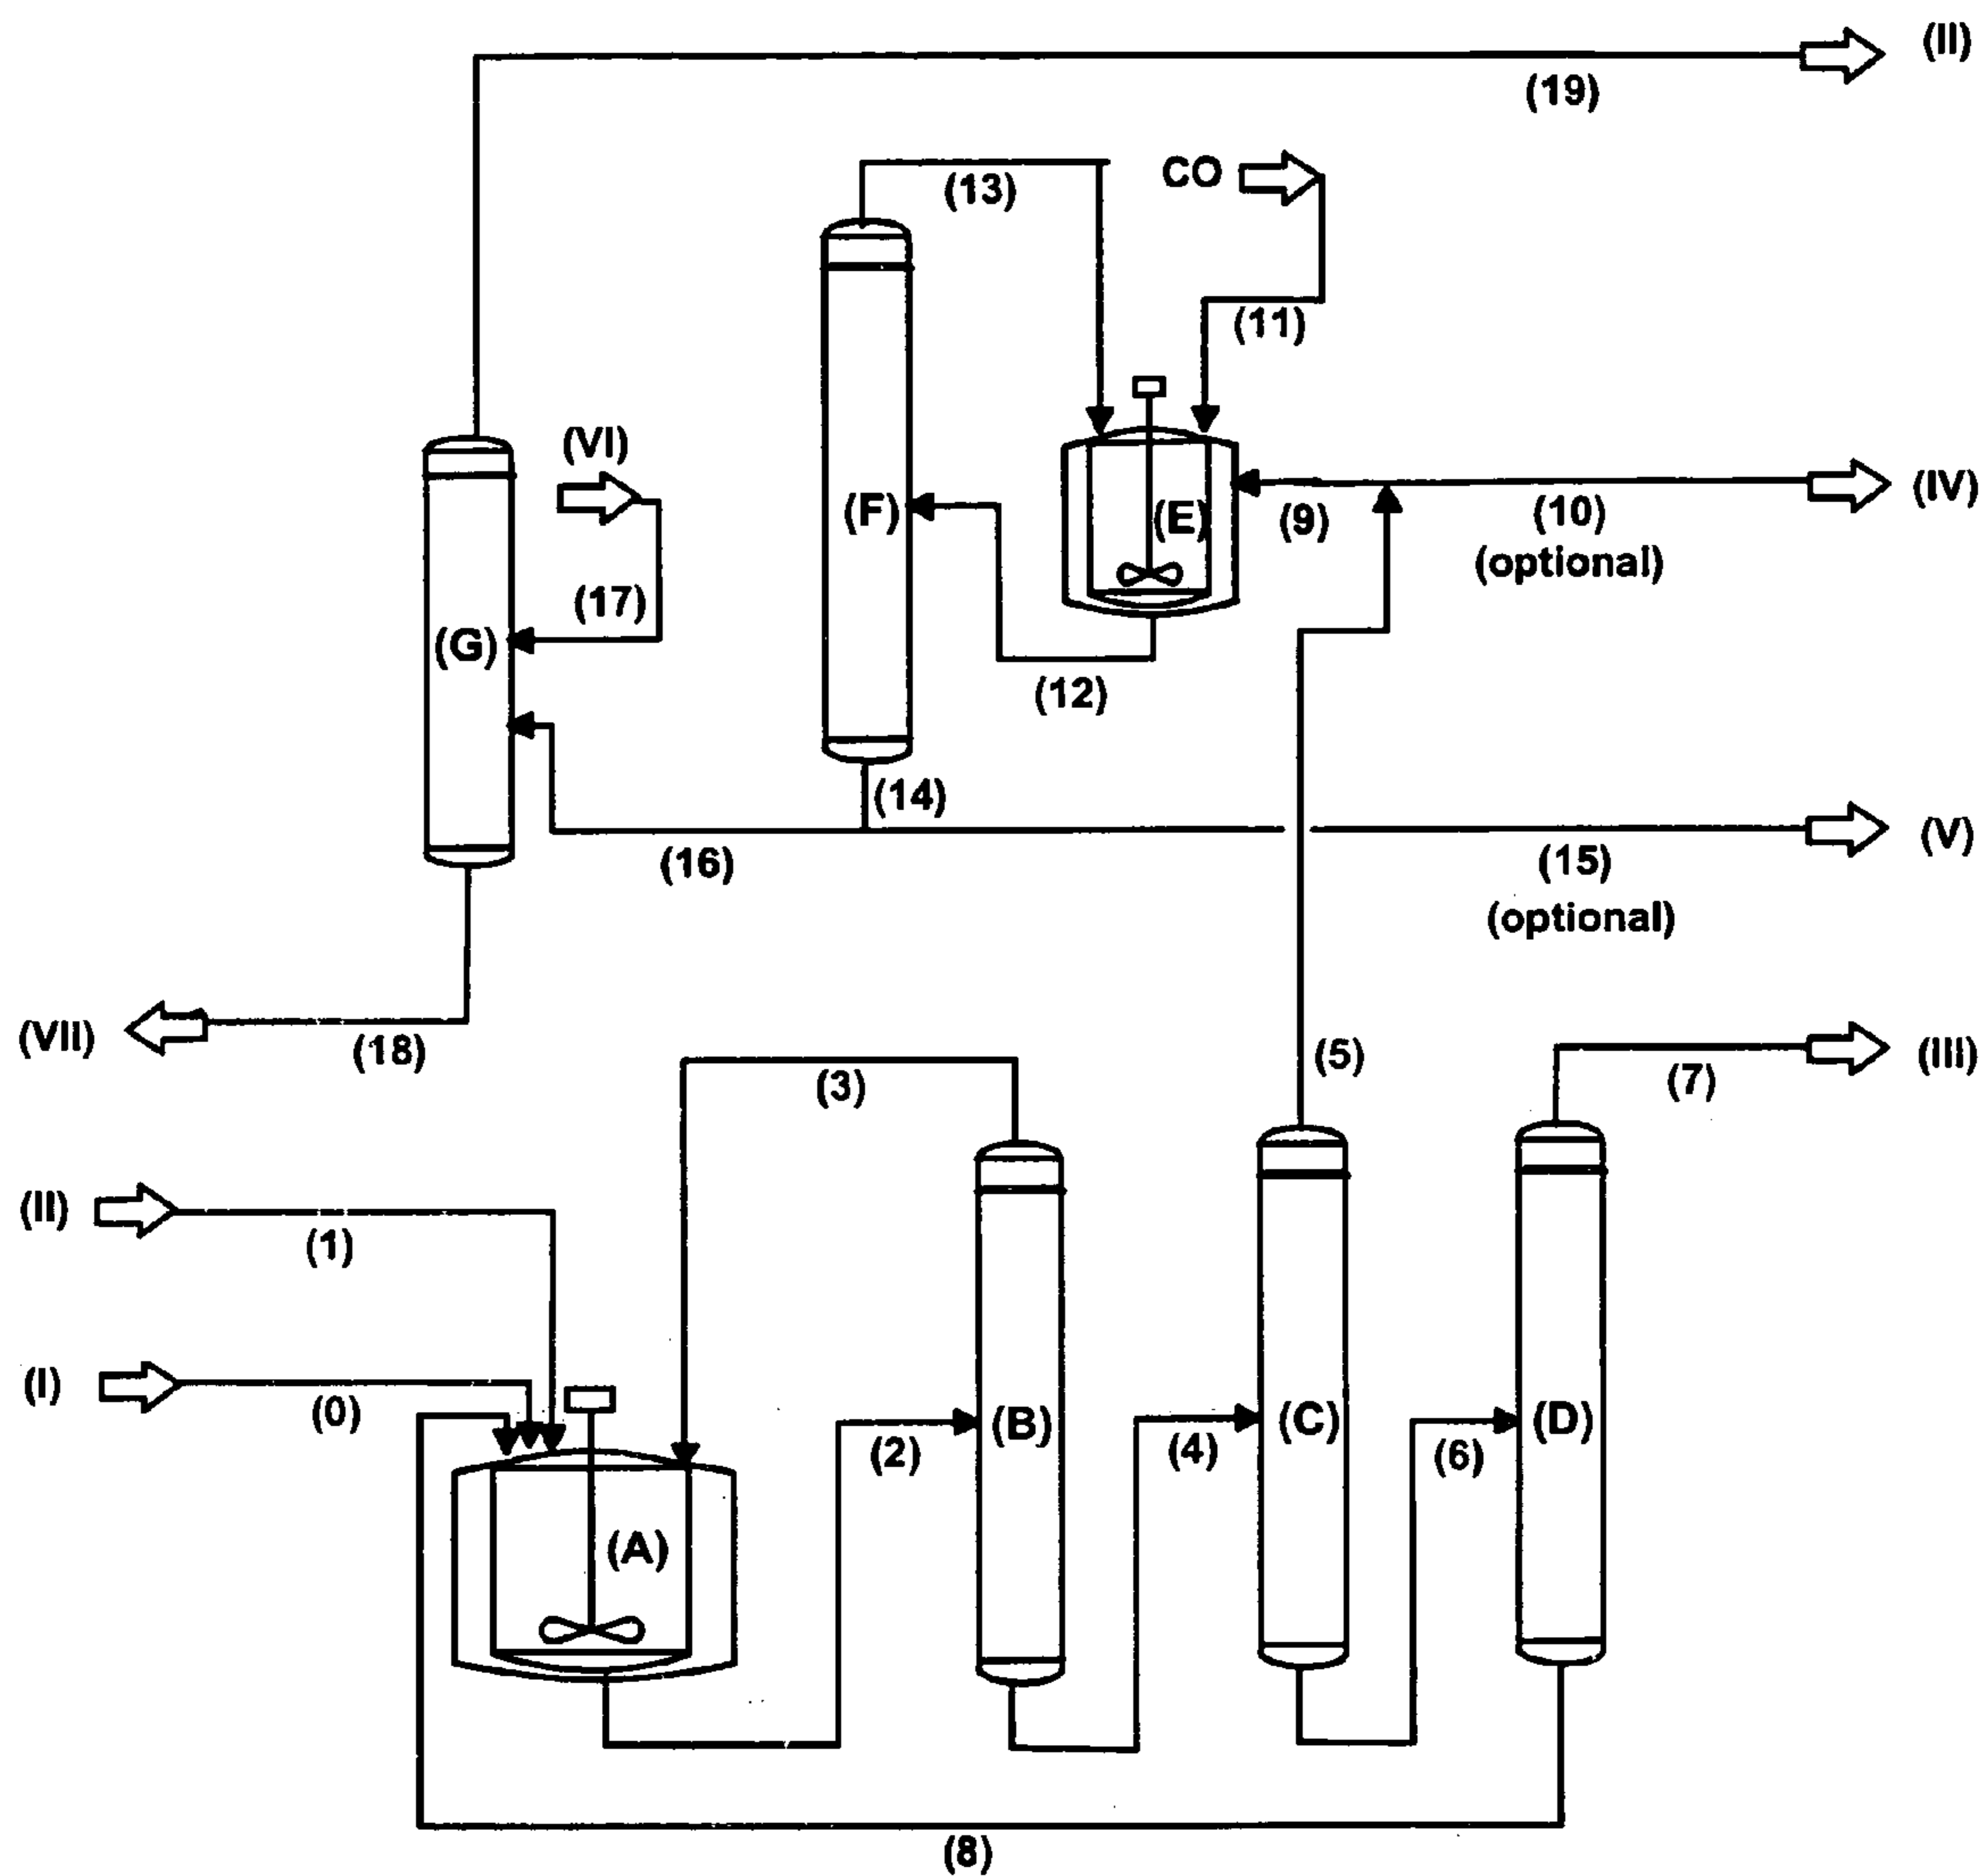 (II)
(19)
CO
(13)
(11)
(VI)
(IV)
(F)
(E)
(9)
(10)
(optional)
(17)
(G)
(12)
(14)
(V)
(16)
(15)
(optional)
(VII)
(18)
(5)
(III)
(3)
(7)
(II)
(1)
(I)
(0)
(B)
(C)
(D)
(2)
(4)
(6)
(A)
(8)